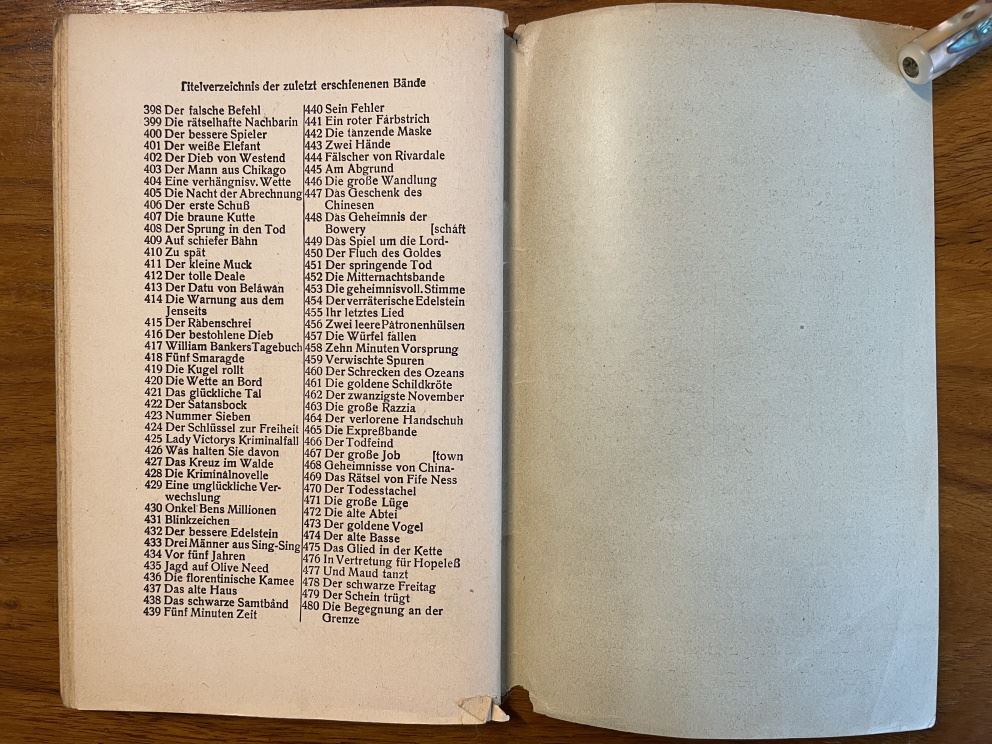 Titelverzeichnis der zuletzt erschienenen Bände
398 Der falsche Befehl
399 Die rätselhafte Nachbarin
400 Der bessere Spieler
401 Der weiße Elefant
402 Der Dieb von Westend
403 Der Mann aus Chikago
404 Eine verhängnisv. Wette
405 Die Nacht der Abrechnung
406 Der erste Schuß
407 Die braune Kutte
408 Der Sprung in den Tod
409 Auf schiefer Bahn
410 Zu spät
411 Der kleine Muck
412 Der tolle Deale
413 Der Datu von Belawan
414 Die Warnung aus dem
Jenseits
415 Der Rabenschrei
416 Der bestohlene Dieb
417 William Bankers Tagebuch
418 Fünf Smaragde
419 Die Kugel rollt
420 Die Wette an Bord
421 Das glückliche Tal
422 Der Satansbock
423 Nummer Sieben
424 Der Schlüssel zur Freiheit
425 Lady Victorys Kriminalfall
426 Was halten Sie davon
427 Das Kreuz im Walde
428 Die Kriminalnovelle
429 Eine unglückliche Ver-
wechslung
430 Onkel Bens Millionen
431 Blinkzeichen
432 Der bessere Edelstein
433 Drei Männer aus Sing-Sing
434 Vor fünf Jahren
435 Jagd auf Olive Need
436 Die florentinische Kamee
437 Das alte Haus
438 Das schwarze Samtband
439 Fünf Minuten Zeit
440 Sein Fehler
441 Ein roter Farbstrich
442 Die tanzende Maske
443 Zwei Hände
444 Fälscher von Rivardale
445 Am Abgrund
446 Die große Wandlung
447 Das Geschenk des
Chinesen
448 Das Geheimnis der
Bowery [schaft
449 Das Spiel um die Lord-
450 Der Fluch des Goldes
451 Der springende Tod
452 Die Mitternachtsbande
453 Die geheimnisvoll. Stimme
454 Der verräterische Edelstein
455 Ihr letztes Lied
456 Zwei leere Patronenhülsen
457 Die Würfel fallen
458 Zehn Minuten Vorsprung
459 Verwischte Spuren
460 Der Schrecken des Ozeans
461 Die goldene Schildkröte
462 Der zwanzigste November
463 Die große Razzia
464 Der verlorene Handschuh
465 Die Expreßbande
466 Der Todfeind
467 Der große Job [town
468 Geheimnisse von China-
469 Das Rätsel von Fife Ness
470 Der Todesstachel
471 Die große Lüge
472 Die alte Abtei
473 Der goldene Vogel
474 Der alte Basse
475 Das Glied in der Kette
476 In Vertretung für Hopeleß
477 Und Maud tanzt
478 Der schwarze Freitag
479 Der Schein trügt
480 Die Begegnung an der
Grenze